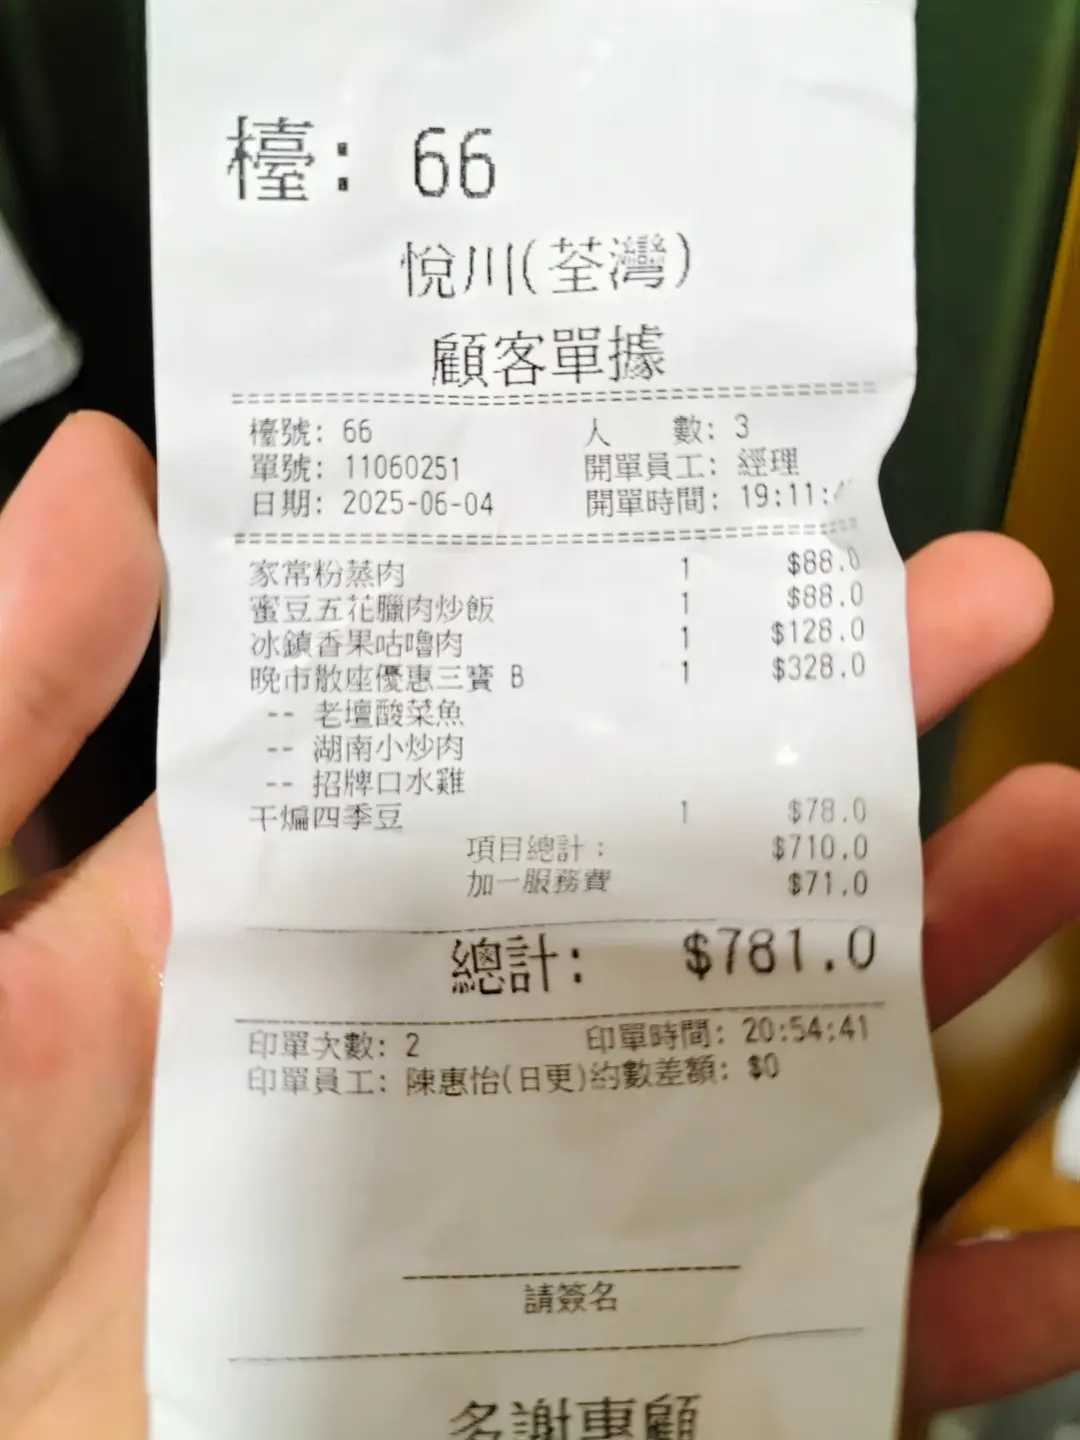 檯: 66
悅川(荃灣)
顧客單據
檯號: 66 人 數: 3
單號: 11060251 開單員工: 經理
日期: 2025-06-04 開單時間: 19:11:
家常粉蒸肉 1 $88.0
蜜豆五花臘肉炒飯 1 $88.0
冰鎮香果咕嚕肉 1 $128.0
晚市散座優惠三寶 B 1 $328.0
-- 老壇酸菜魚
-- 湖南小炒肉
-- 招牌口水雞
干煸四季豆 1 $78.0
項目總計: $710.0
加一服務費 $71.0
總計: $781.0
印單次數: 2 印單時間: 20:54:41
印單員工: 陳惠怡(日更)約數差額: $0
請簽名
多謝惠顧